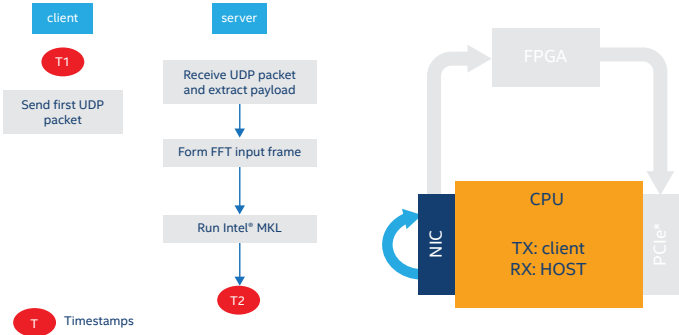 client
server
T1
Send first UDP
packet
Receive UDP packet
and extract payload
Form FFT input frame
Run Intel® MKL
T2
T
Timestamps
FPGA
NIC
CPU
TX: client
RX: HOST
PCIe®